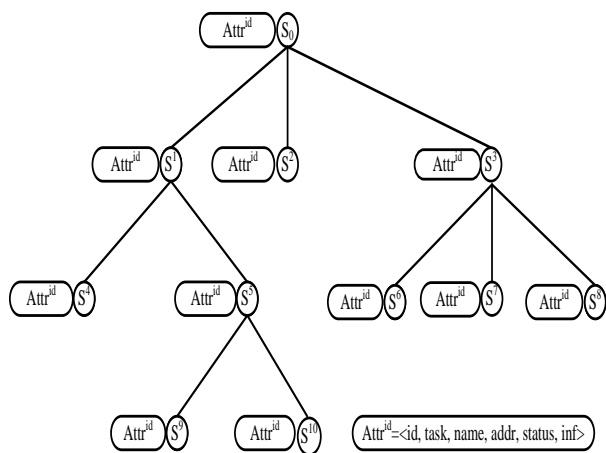 Attr^id S_0
Attr^id S^1 Attr^id S^2 Attr^id S^3
Attr^id S^4 Attr^id S^5 Attr^id S^6 Attr^id S^7 Attr^id S^8
Attr^id S^9 Attr^id S^10 Attr^id=<id, task, name, addr, status, inf>